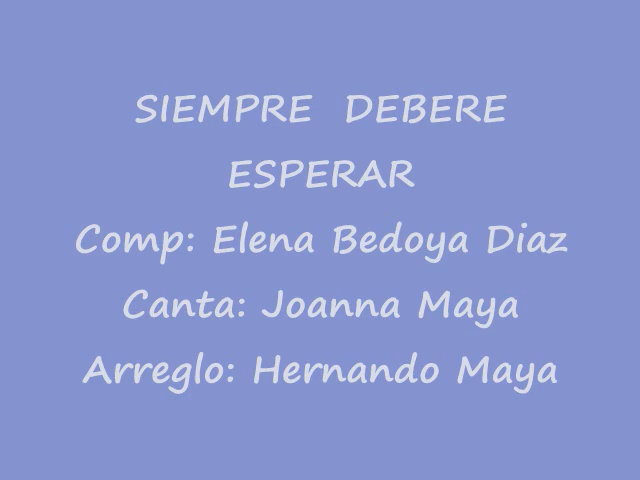 SIEMPRE DEBERE
ESPERAR
Comp: Elena Bedoya Diaz
Canta: Joanna Maya
Arreglo: Hernando Maya